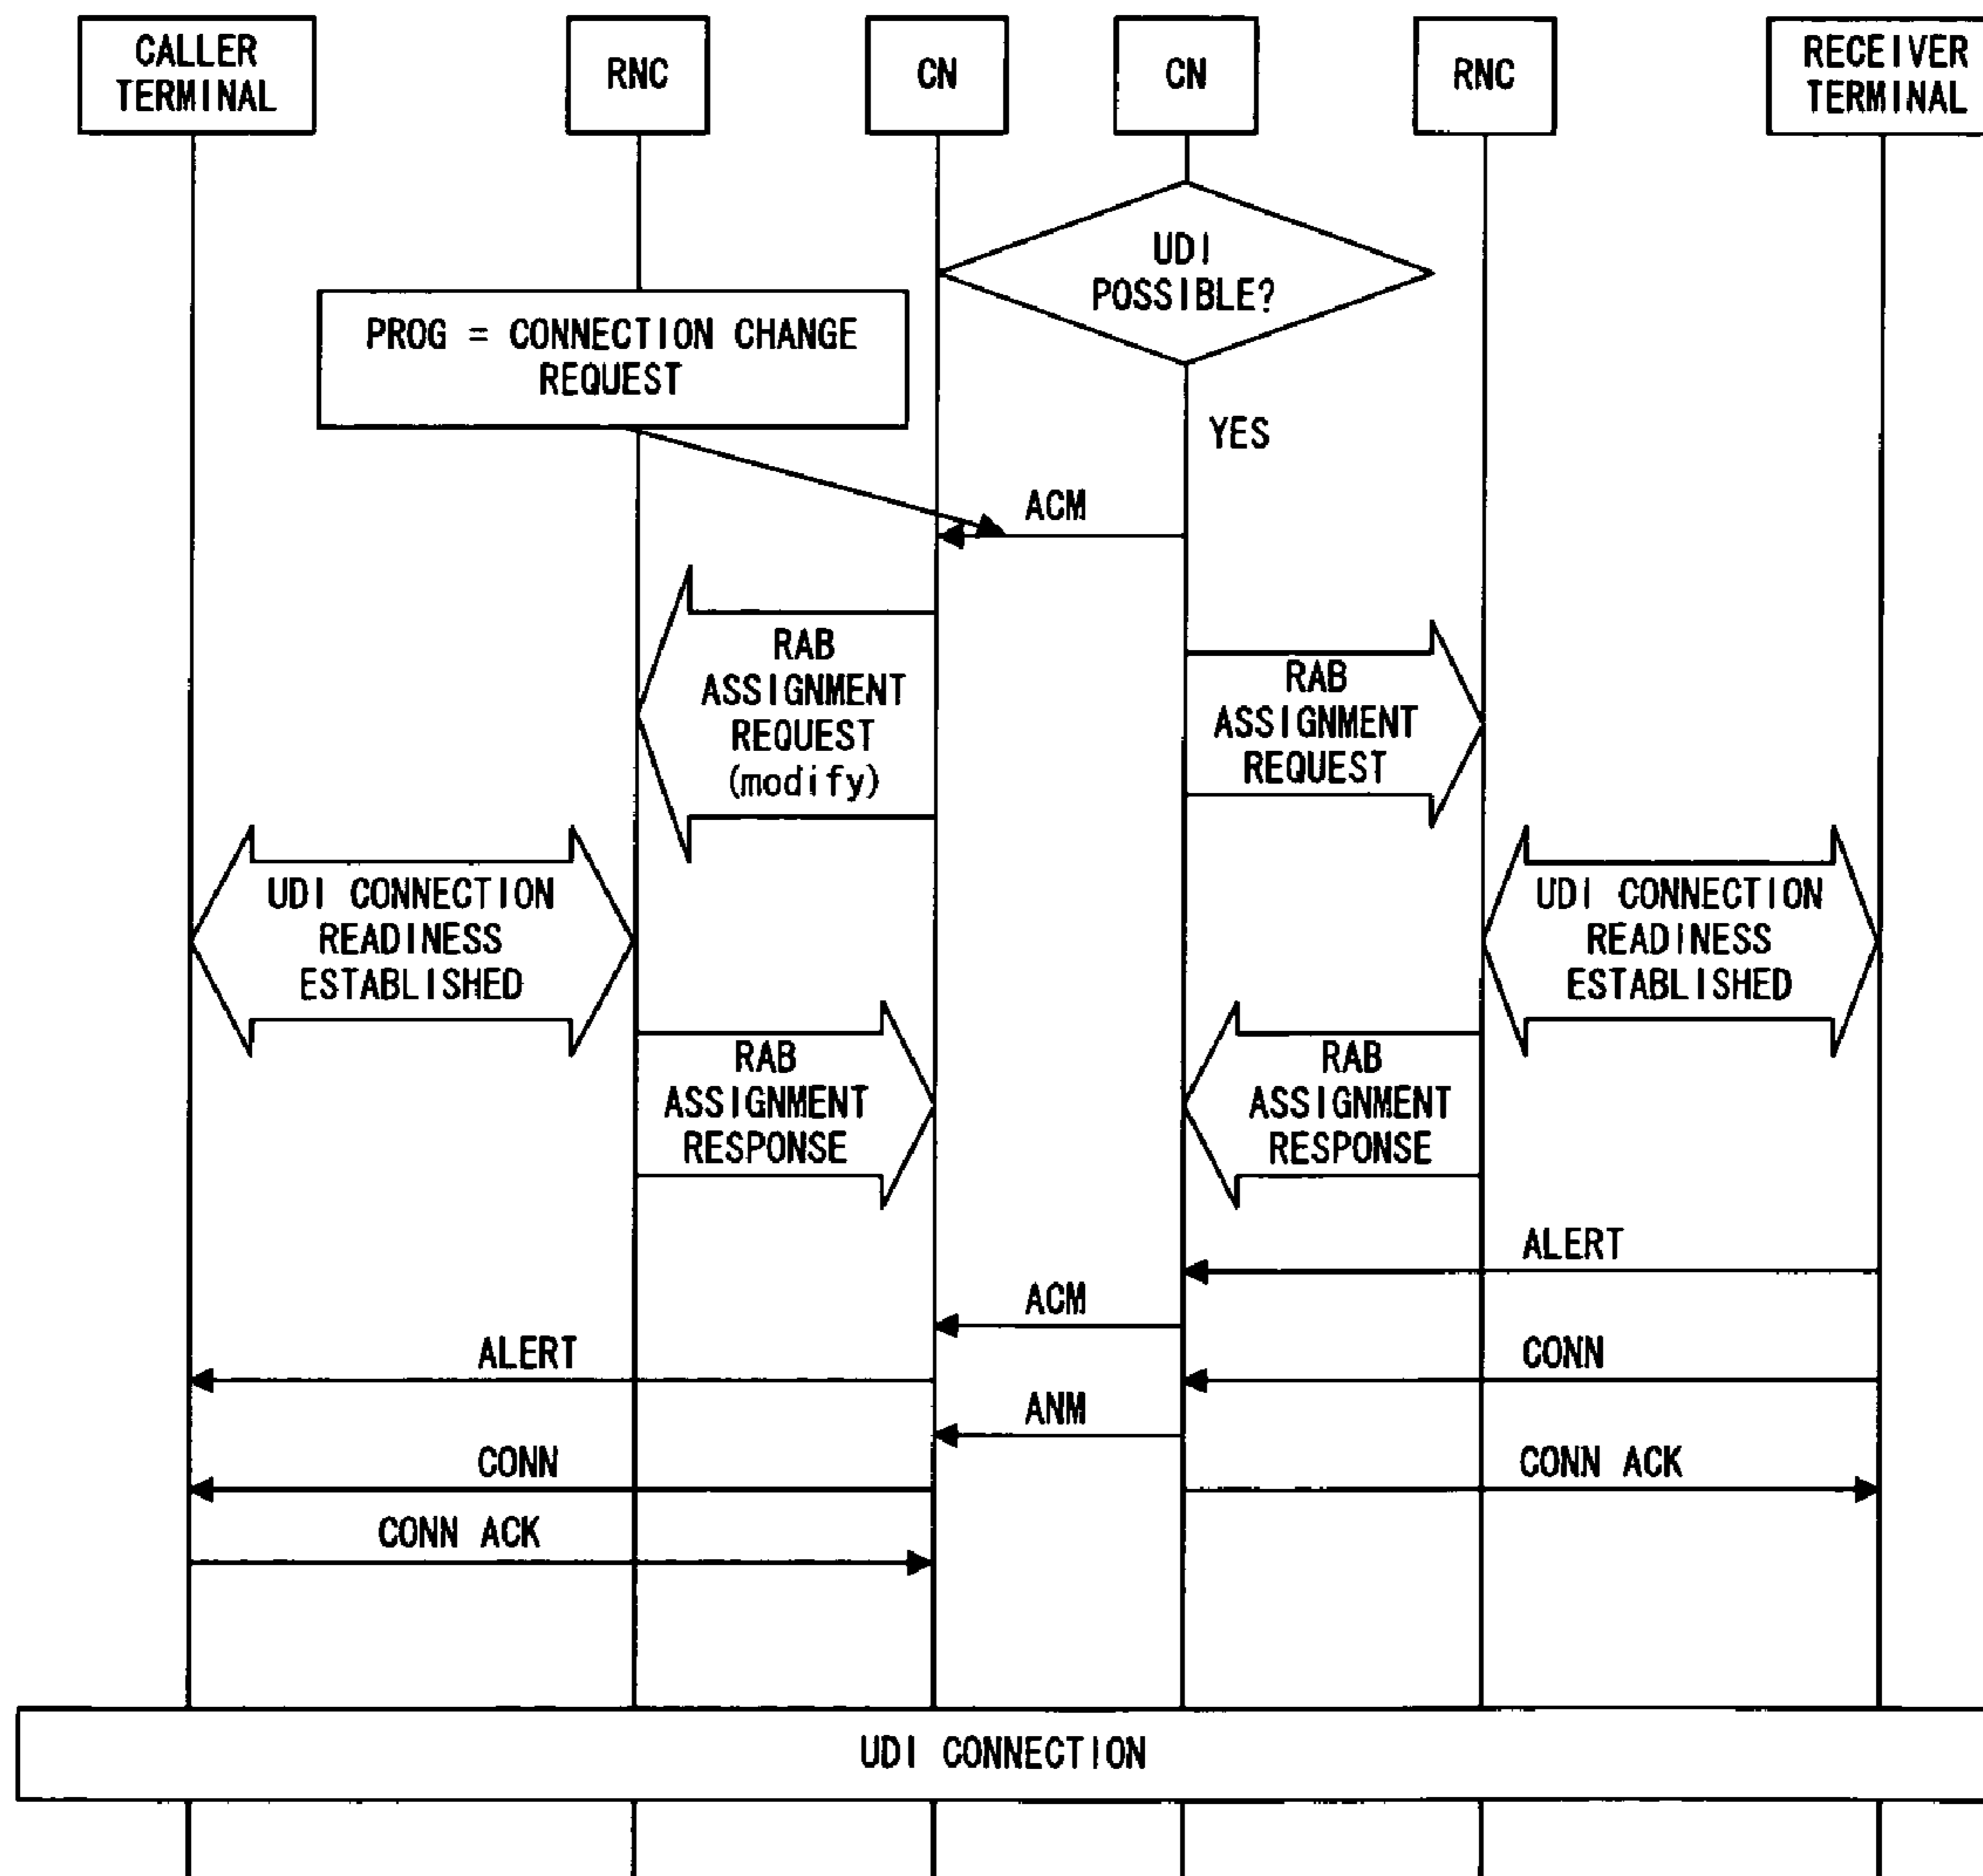 CALLER
TERMINAL
RNC
CN
CN
RNC
RECEIVER
TERMINAL
UDI
POSSIBLE?
PROG = CONNECTION CHANGE
REQUEST
YES
ACM
RAB
ASSIGNMENT
REQUEST
(modify)
RAB
ASSIGNMENT
REQUEST
UDI CONNECTION
READINESS
ESTABLISHED
UDI CONNECTION
READINESS
ESTABLISHED
RAB
ASSIGNMENT
RESPONSE
RAB
ASSIGNMENT
RESPONSE
ALERT
ACM
ALERT
CONN
ANM
CONN
CONN ACK
CONN ACK
UDI CONNECTION